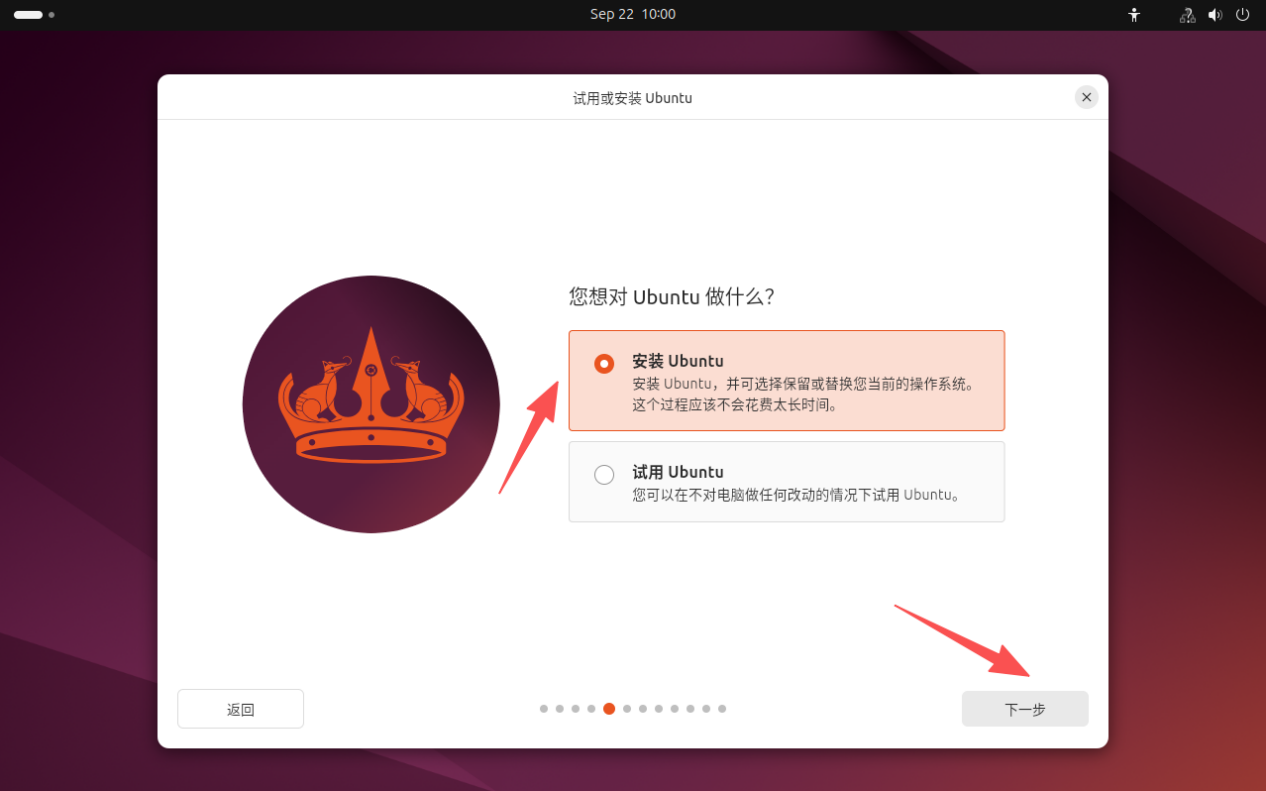 Sep 22 10:00
试用或安装 Ubuntu
您想对 Ubuntu 做什么？
安装 Ubuntu
安装 Ubuntu，并可选择保留或替换您当前的操作系统。
这个过程应该不会花费太长时间。
试用 Ubuntu
您可以在不对电脑做任何改动的情况下试用 Ubuntu。
返回
下一步